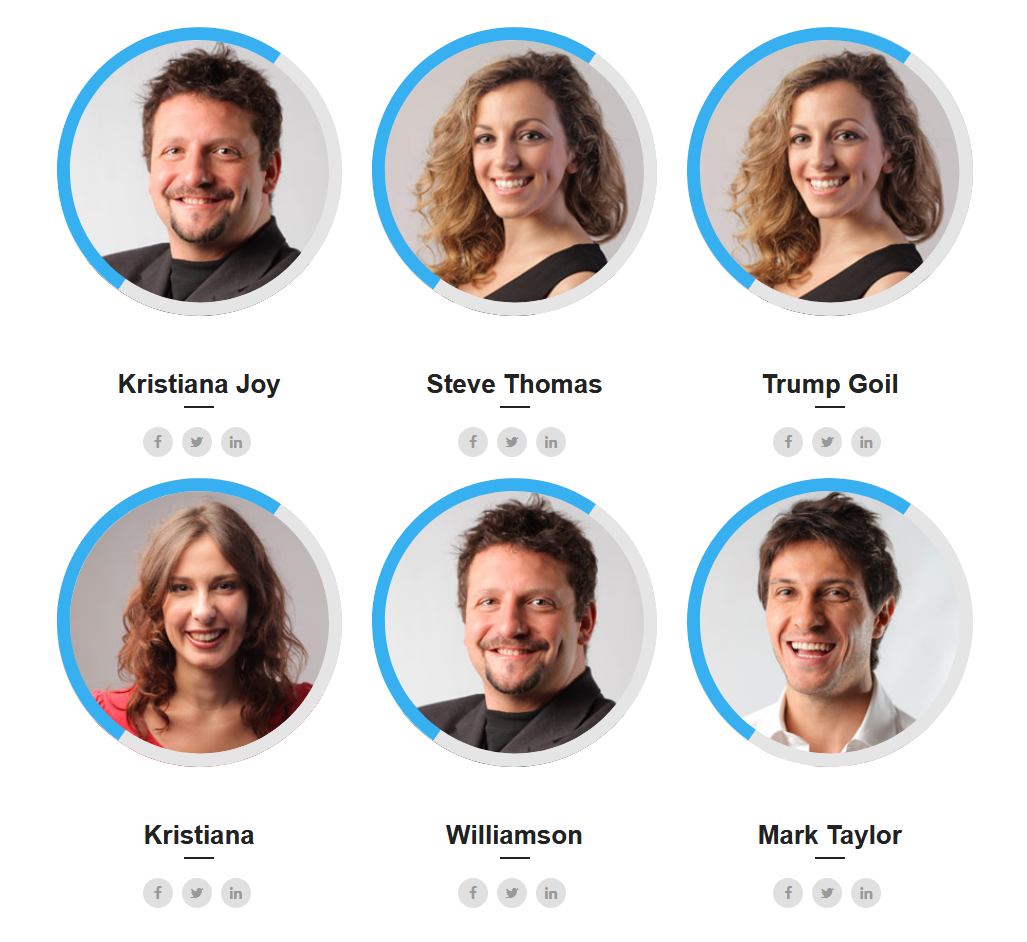 Kristiana Joy
Steve Thomas
Trump Goil
f in
f in
f in
Kristiana
Williamson
Mark Taylor
f in
f in
f in